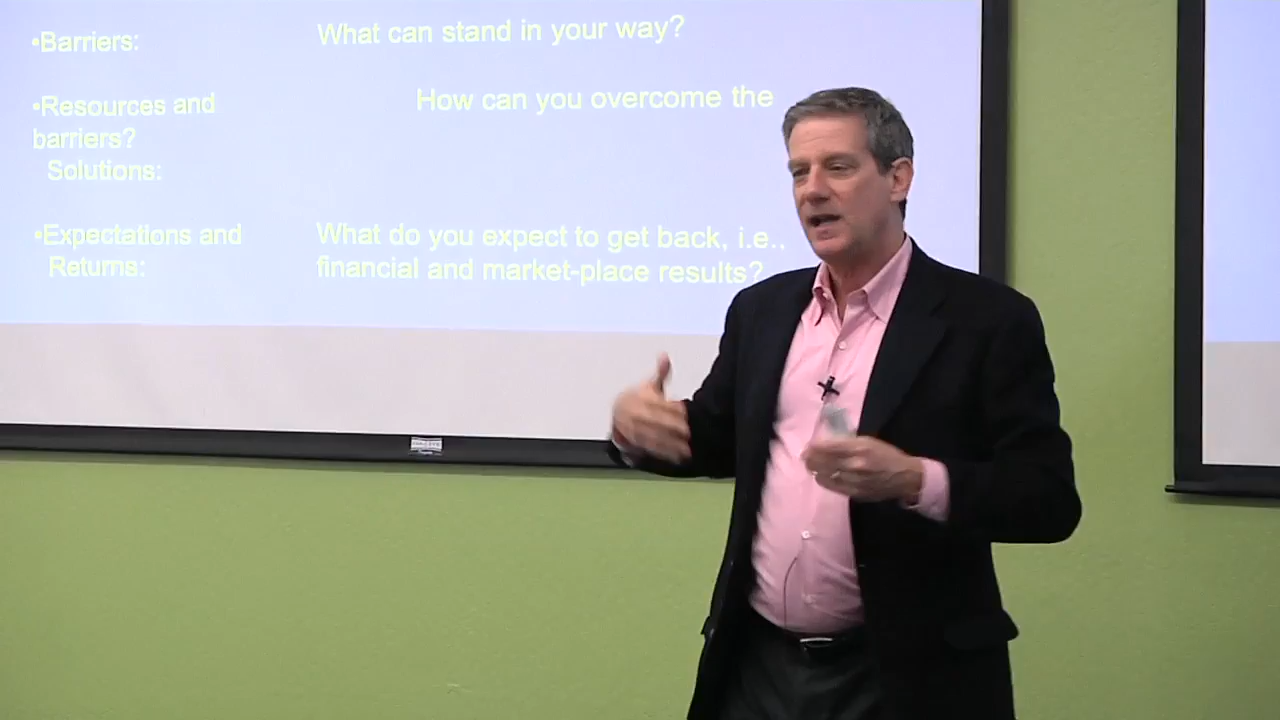 •Barriers: What can stand in your way?
•Resources and How can you overcome the
barriers?
Solutions:
•Expectations and What do you expect to get back, i.e.,
Returns: financial and market-place results?